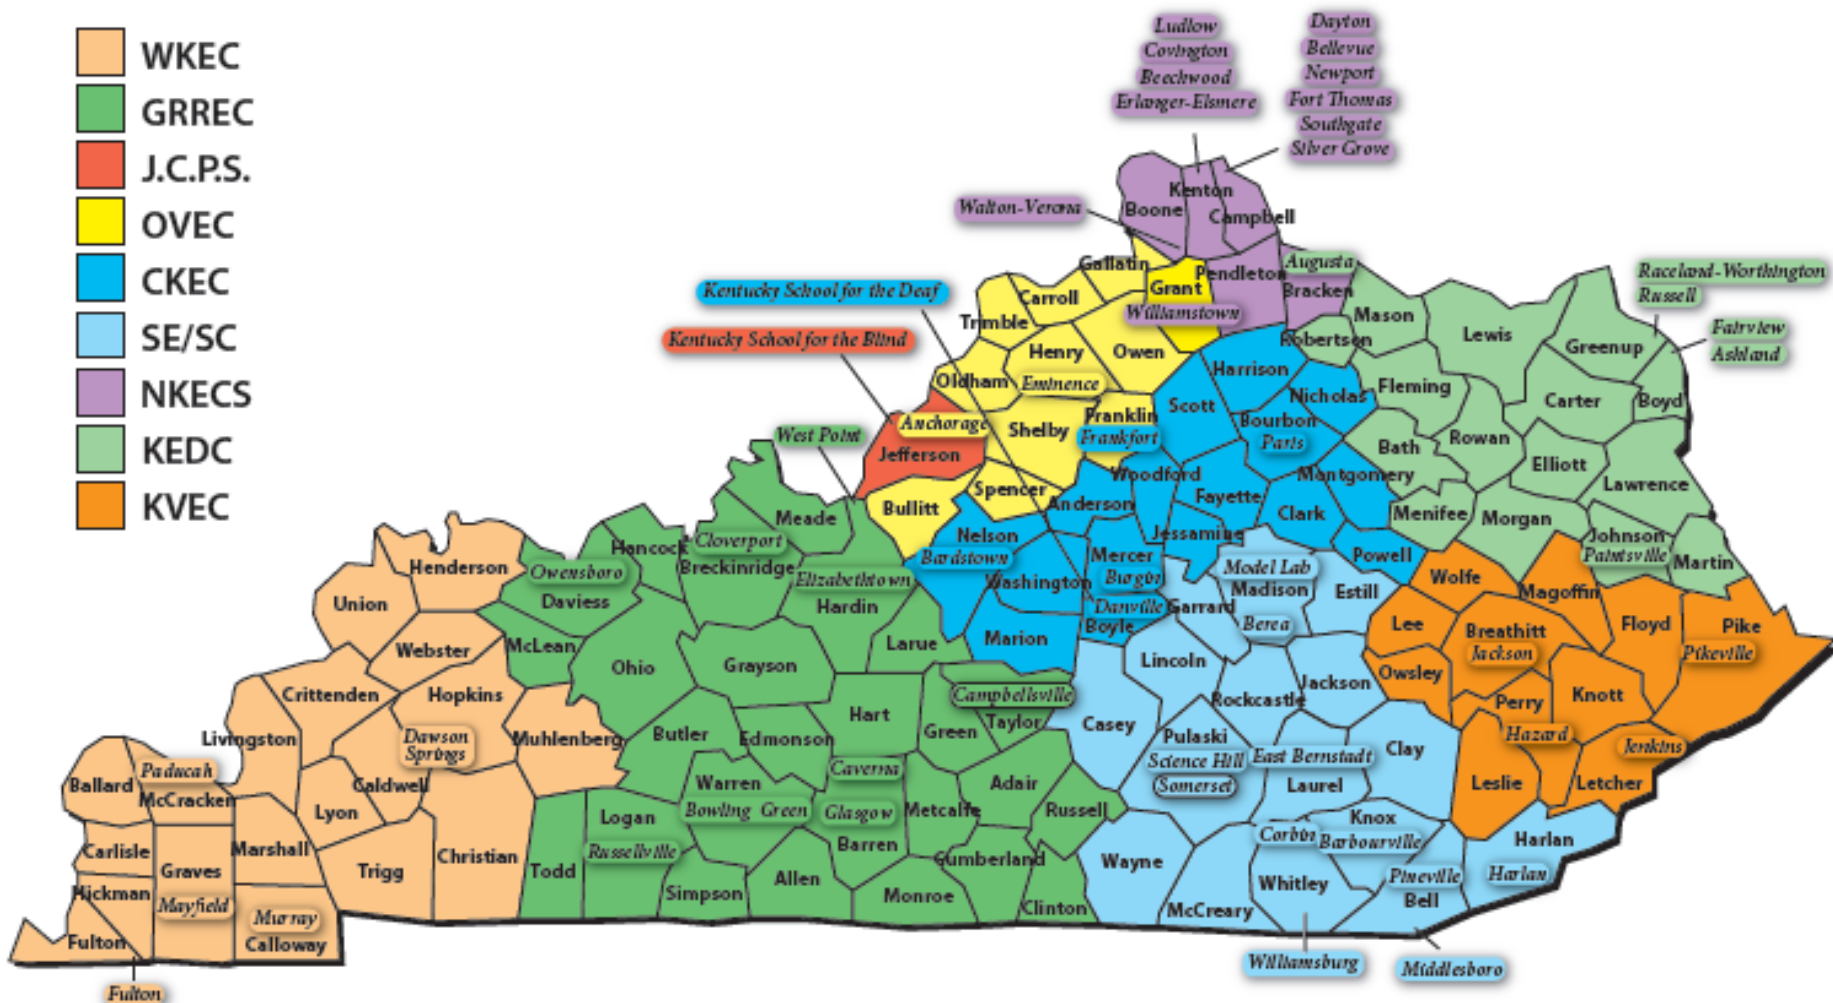 WKEC
GRREC
J.C.P.S.
OVEC
CKEC
SE/SC
NKECS
KEDC
KVEC
Ludlow
Covington
Beechwood
Erlanger-Elsmere
Dayton
Bellevue
Newport
Fort Thomas
Southgate
Silver Grove
Walton-Verona
Boone
Kenton
Campbell
Gallatin
Grant
Pendleton
Williamstown
Augusta
Bracken
Raceland-Worthington
Russell
Fairview
Ashland
Kentucky School for the Deaf
Kentucky School for the Blind
Carroll
Trimble
Henry
Owen
Oldham
Eminence
Anchorage
Shelby
Franklin
Frankfort
Jefferson
West Point
Bullitt
Spencer
Harrison
Robertson
Mason
Lewis
Greenup
Nicholas
Fleming
Carter
Boyd
Scott
Bourbon
Paris
Bath
Rowan
Elliott
Lawrence
Woodford
Fayette
Montgomery
Anderson
Clark
Menifee
Morgan
Johnson
Paintsville
Martin
Nelson
Bardstown
Mercer
Burgin
Jessamine
Powell
Washington
Danville
Boyle
Marion
Garrard
Model Lab
Madison
Berea
Estill
Wolfe
Magoffin
Lee
Breathitt
Jackson
Floyd
Pike
Pikeville
Owsley
Perry
Knott
Hazard
Jenkins
Leslie
Letcher
Meade
Hancock
Cloverport
Breckinridge
Owensboro
Daviess
Elizabethtown
Hardin
Larue
McLean
Ohio
Grayson
Henderson
Union
Webster
Crittenden
Hopkins
Dawson
Springs
Muhlenberg
Livingston
Butler
Edmonson
Hart
Green
Campbellsville
Taylor
Casey
Lincoln
Rockcastle
Jackson
Pulaski
Science Hill
Somerset
East Bernstadt
Laurel
Clay
Ballard
Paducah
McCracken
Caldwell
Lyon
Warren
Bowling Green
Caverna
Glasgow
Barren
Metcalfe
Adair
Russell
Logan
Russellville
Carlisle
Graves
Marshall
Mayfield
Hickman
Fulton
Murray
Calloway
Fulton
Trigg
Christian
Todd
Simpson
Allen
Monroe
Cumberland
Clinton
Wayne
McCreary
Whitley
Corbin
Knox
Barbourville
Pineville
Bell
Harlan
Harlan
Williamsburg
Middlesboro